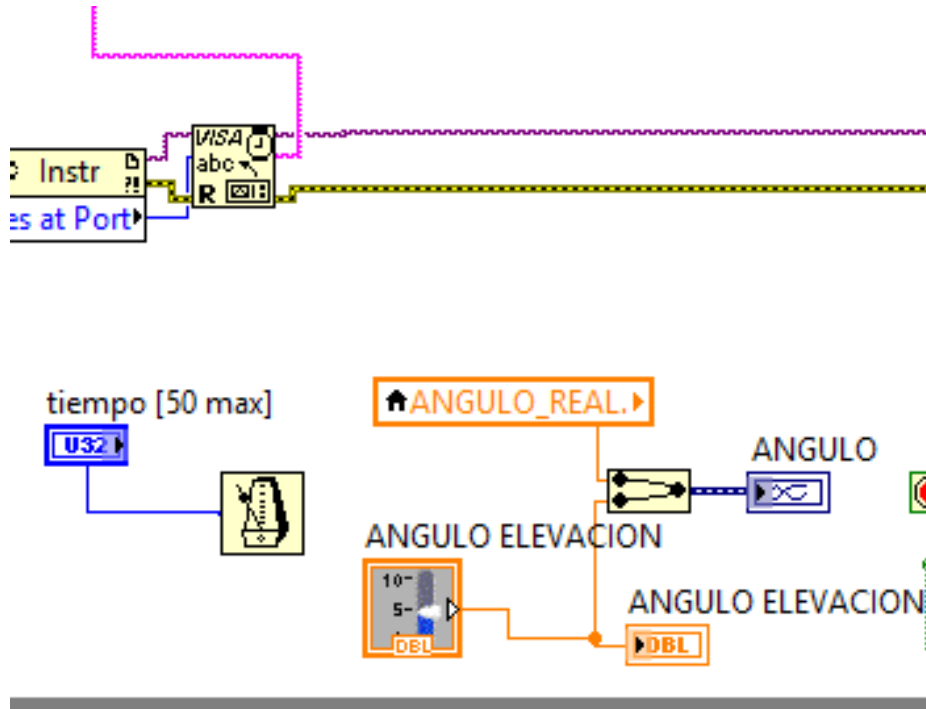 VISA
abc
R
Instr
es at Port
tiempo [50 max]
U32
ANGULO_REAL.
ANGULO
ANGULO ELEVACION
10-
5-
DBL
ANGULO ELEVACION
DBL